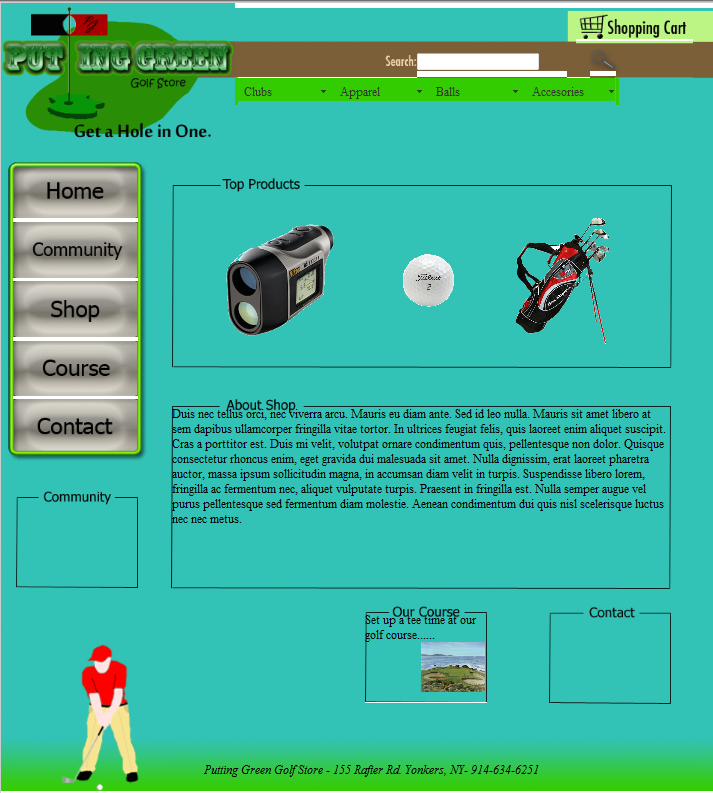 Shopping Cart
PUT ING GREEN
Golf Store
Search:
Get a Hole in One.
Clubs Apparel Balls Accesories
Home
Community
Shop
Course
Contact
Top Products
Titleist
2
About Shop
Duis nec tellus orci, nec viverra arcu. Mauris eu diam ante. Sed id leo nulla. Mauris sit amet libero at
sem dapibus ullamcorper fringilla vitae tortor. In ultrices feugiat felis, quis laoreet enim aliquet suscipit.
Cras a porttitor est. Duis mi velit, volutpat ornare condimentum quis, pellentesque non dolor. Quisque
consectetur rhoncus enim, eget gravida dui malesuada sit amet. Nulla dignissim, erat laoreet pharetra
auctor, massa ipsum sollicitudin magna, in accumsan diam velit in turpis. Suspendisse libero lorem,
fringilla ac fermentum nec, aliquet vulputate turpis. Praesent in fringilla est. Nulla semper augue vel
purus pellentesque sed fermentum diam molestie. Aenean condimentum dui quis nisl scelerisque luctus
nec nec metus.
Community
Our Course
Set up a tee time at our
golf course......
Contact
Putting Green Golf Store - 155 Rafter Rd. Yonkers, NY- 914-634-6251